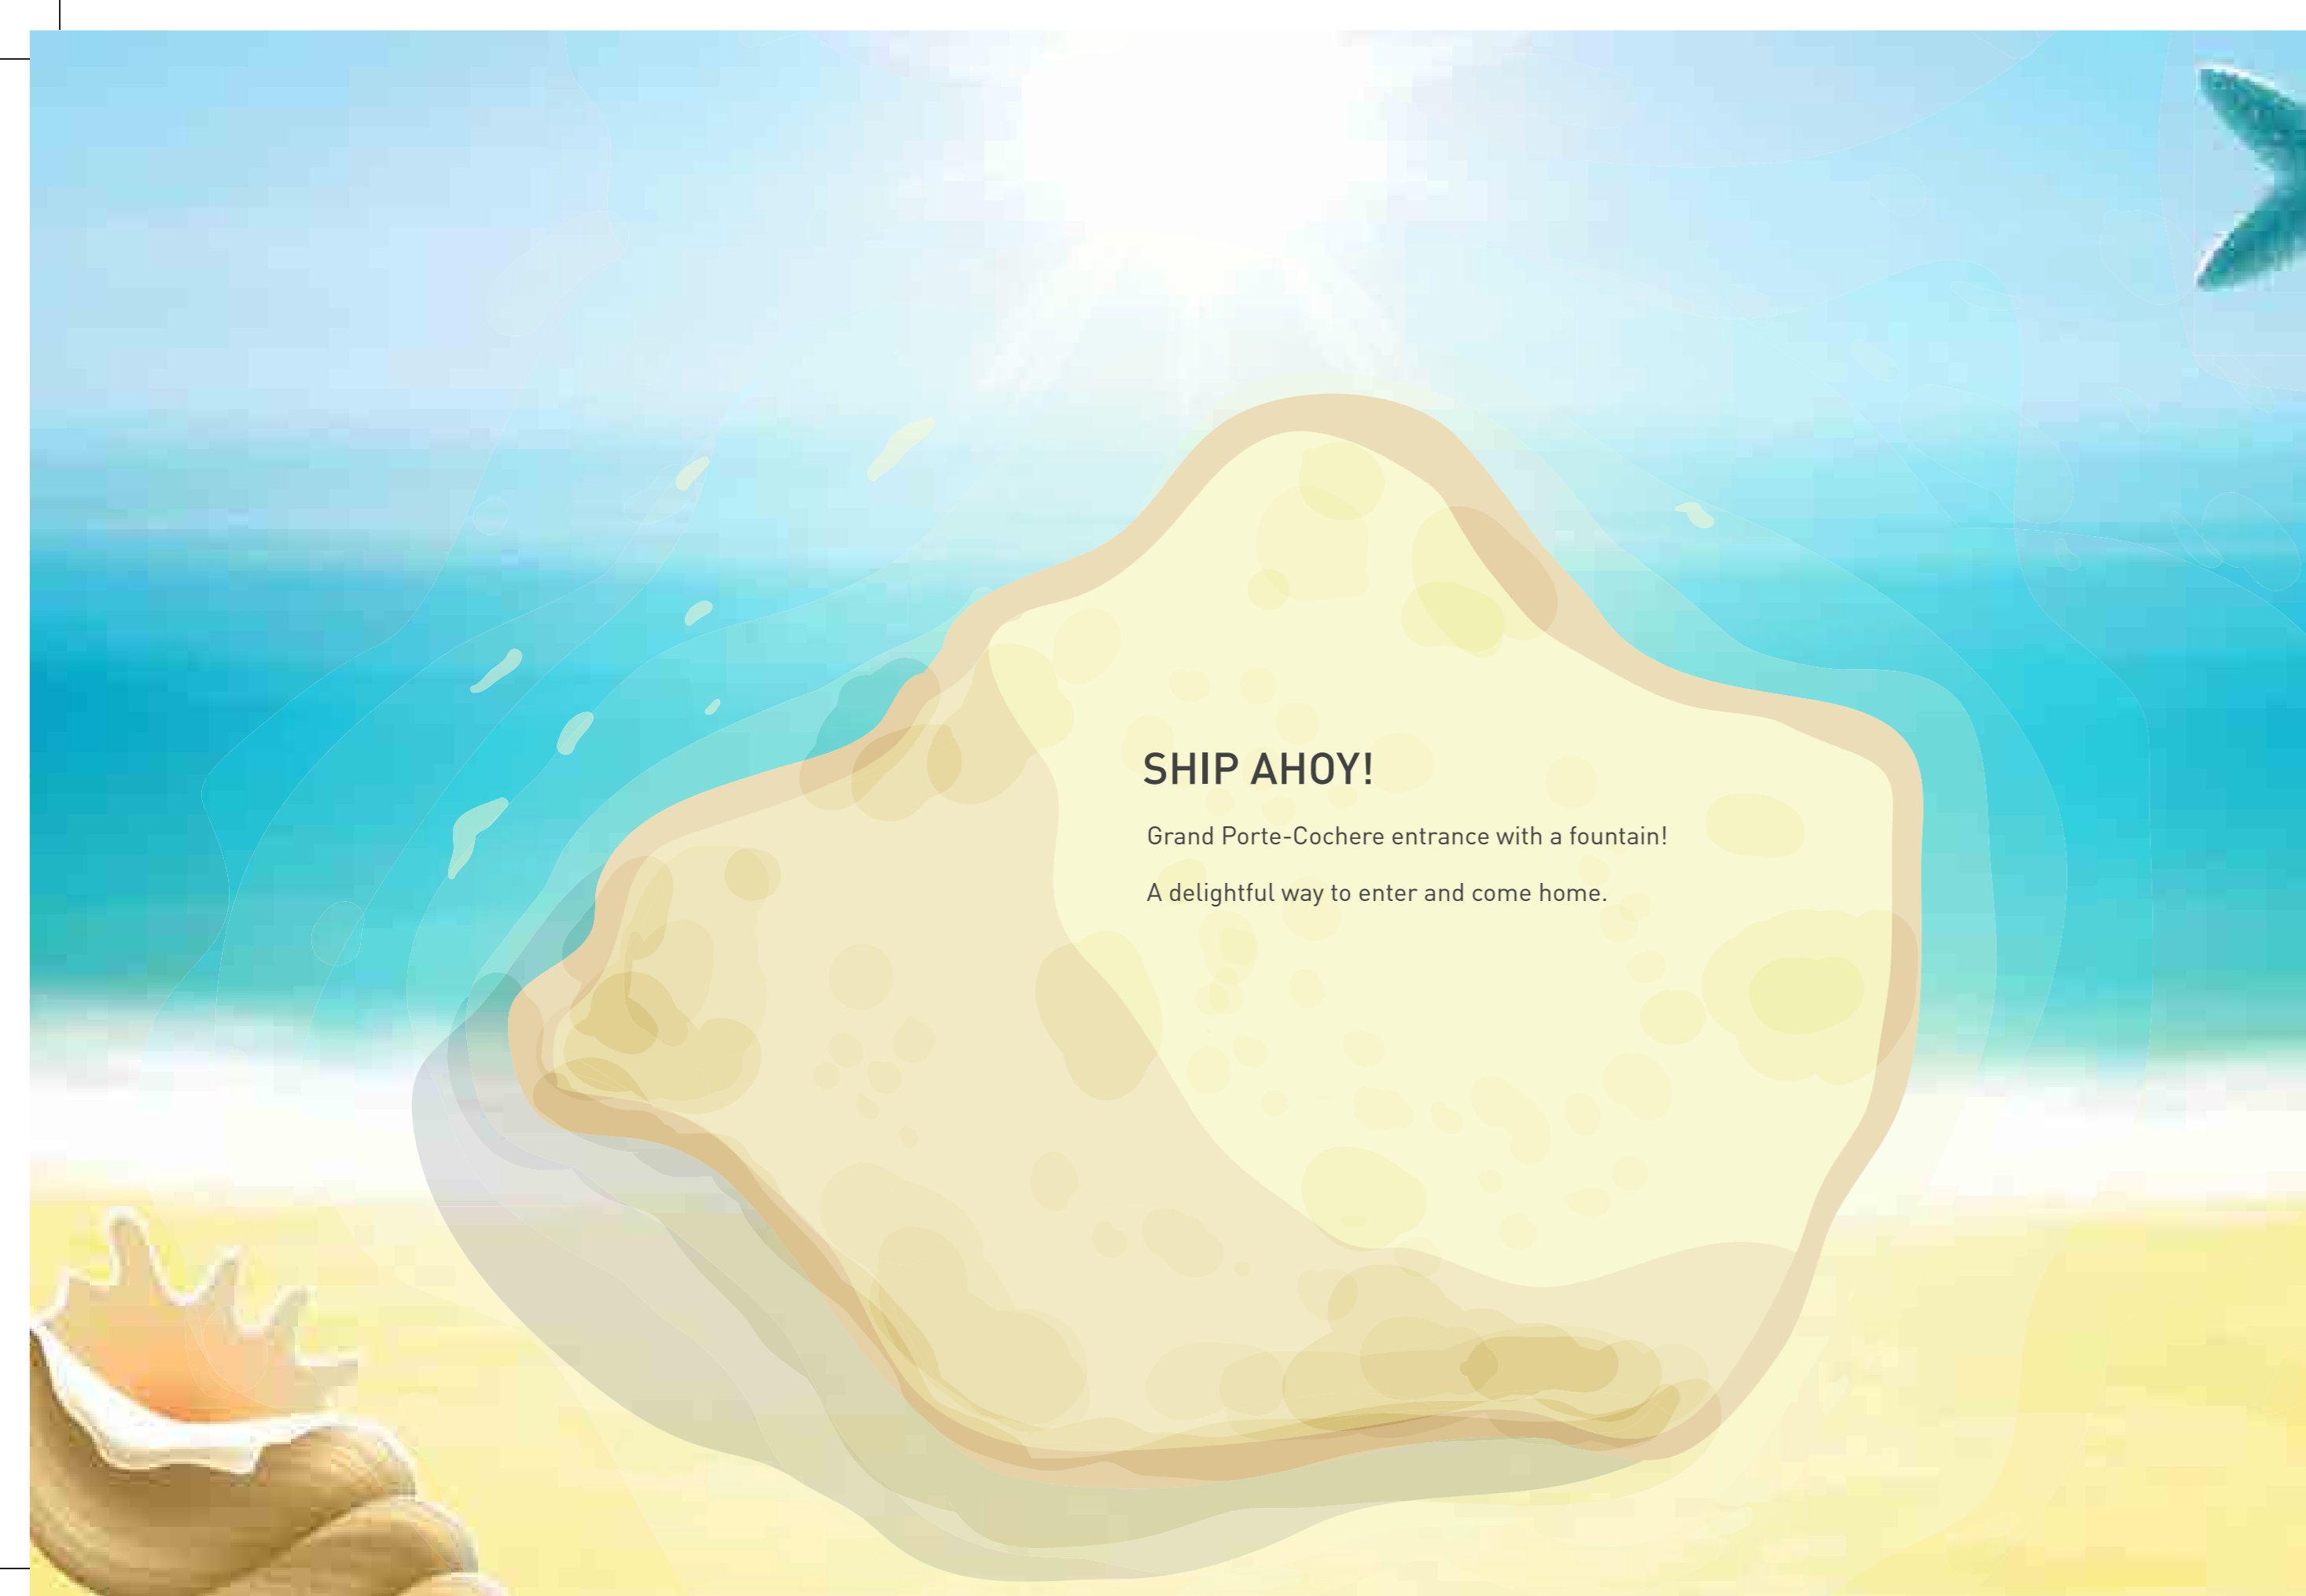 SHIP AHOY!
Grand Porte-Cochere entrance with a fountain!
A delightful way to enter and come home.